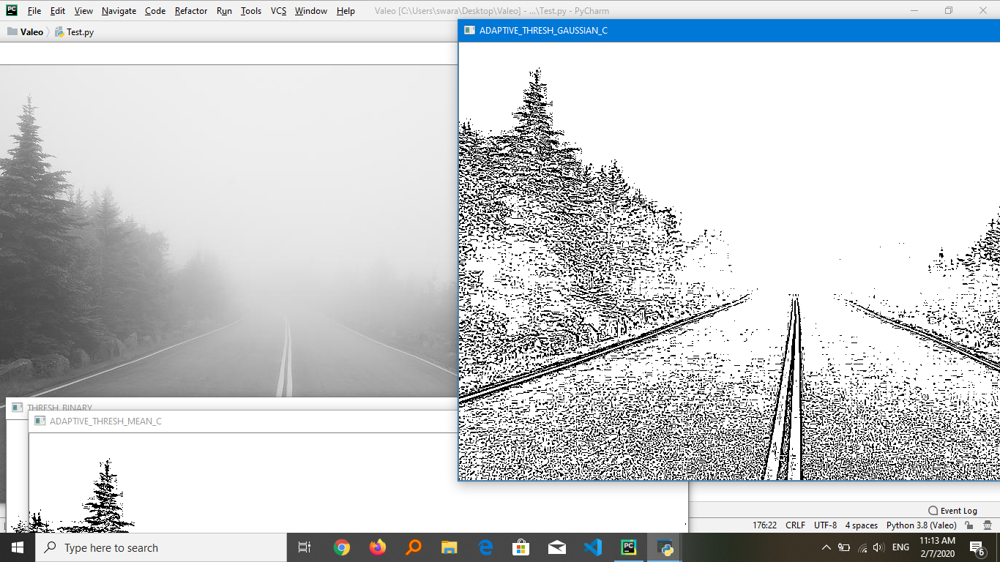 PC File Edit View Navigate Code Refactor Run Tools VCS Window Help Valeo [C:\Users\swara\Desktop\Valeo] - ...\Test.py - PyCharm
Valeo Test.py
ADAPTIVE_THRESH_GAUSSIAN_C
THRESH_BINARY
ADAPTIVE_THRESH_MEAN_C
Event Log
176:22 CRLF UTF-8 4 spaces Python 3.8 (Valeo)
Type here to search
PC
ENG
11:13 AM
2/7/2020
6